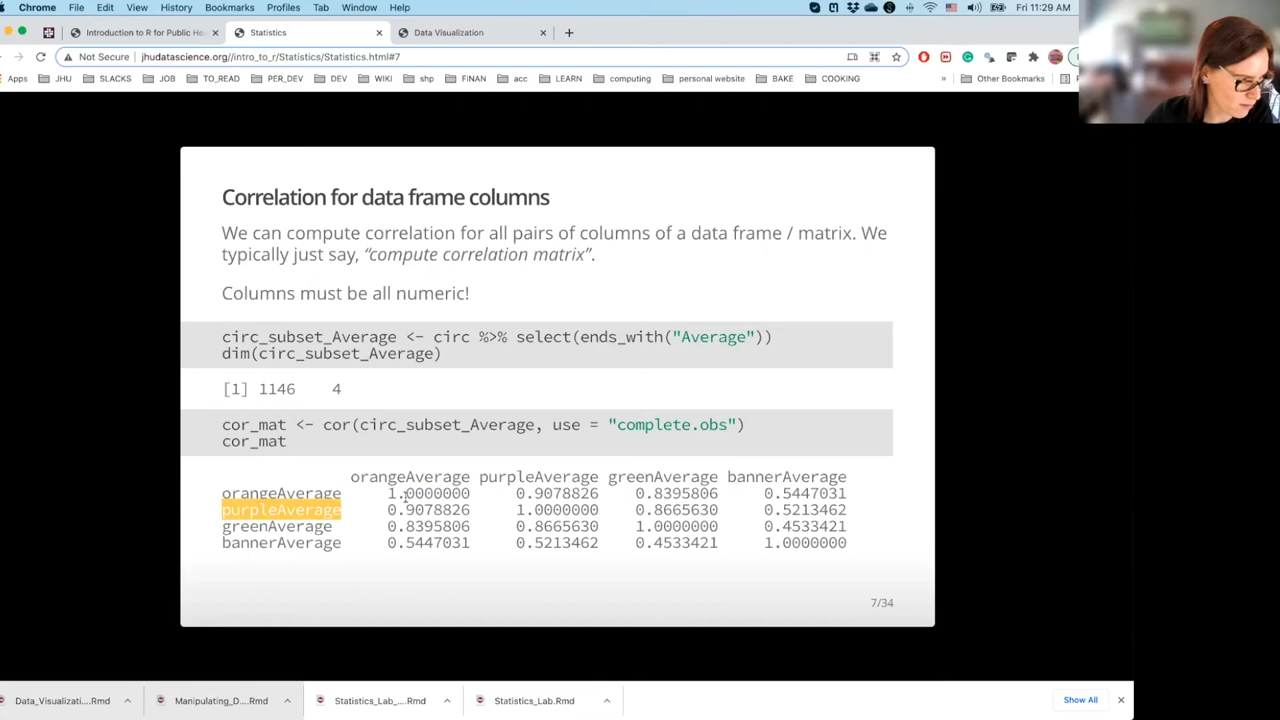 Chrome File Edit View History Bookmarks Profiles Tab Window Help Fri 11:29 AM
Introduction to R for Public He Statistics Data Visualization
Not Secure jhudatascience.org//intro_r/Statistics/Statistics.html#7
Apps JHU SLACKS JOB TO_READ PER_DEV DEV WIKI shp FINAN acc LEARN computing personal website BAKE COOKING » Other Bookmarks
Correlation for data frame columns
We can compute correlation for all pairs of columns of a data frame / matrix. We
typically just say, “compute correlation matrix”.
Columns must be all numeric!
circ_subset_Average <- circ %>% select(ends_with("Average"))
dim(circ_subset_Average)
[1] 1146 4
cor_mat <- cor(circ_subset_Average, use = "complete.obs")
cor_mat
orangeAverage purpleAverage greenAverage bannerAverage
orangeAverage 1.0000000 0.9078826 0.8395806 0.5447031
purpleAverage 0.9078826 1.0000000 0.8665630 0.5213462
greenAverage 0.8395806 0.8665630 1.0000000 0.4533421
bannerAverage 0.5447031 0.5213462 0.4533421 1.0000000
7/34
Data_Visualizati....Rmd Manipulating_D....Rmd Statistics_Lab_....Rmd Statistics_Lab.Rmd Show All